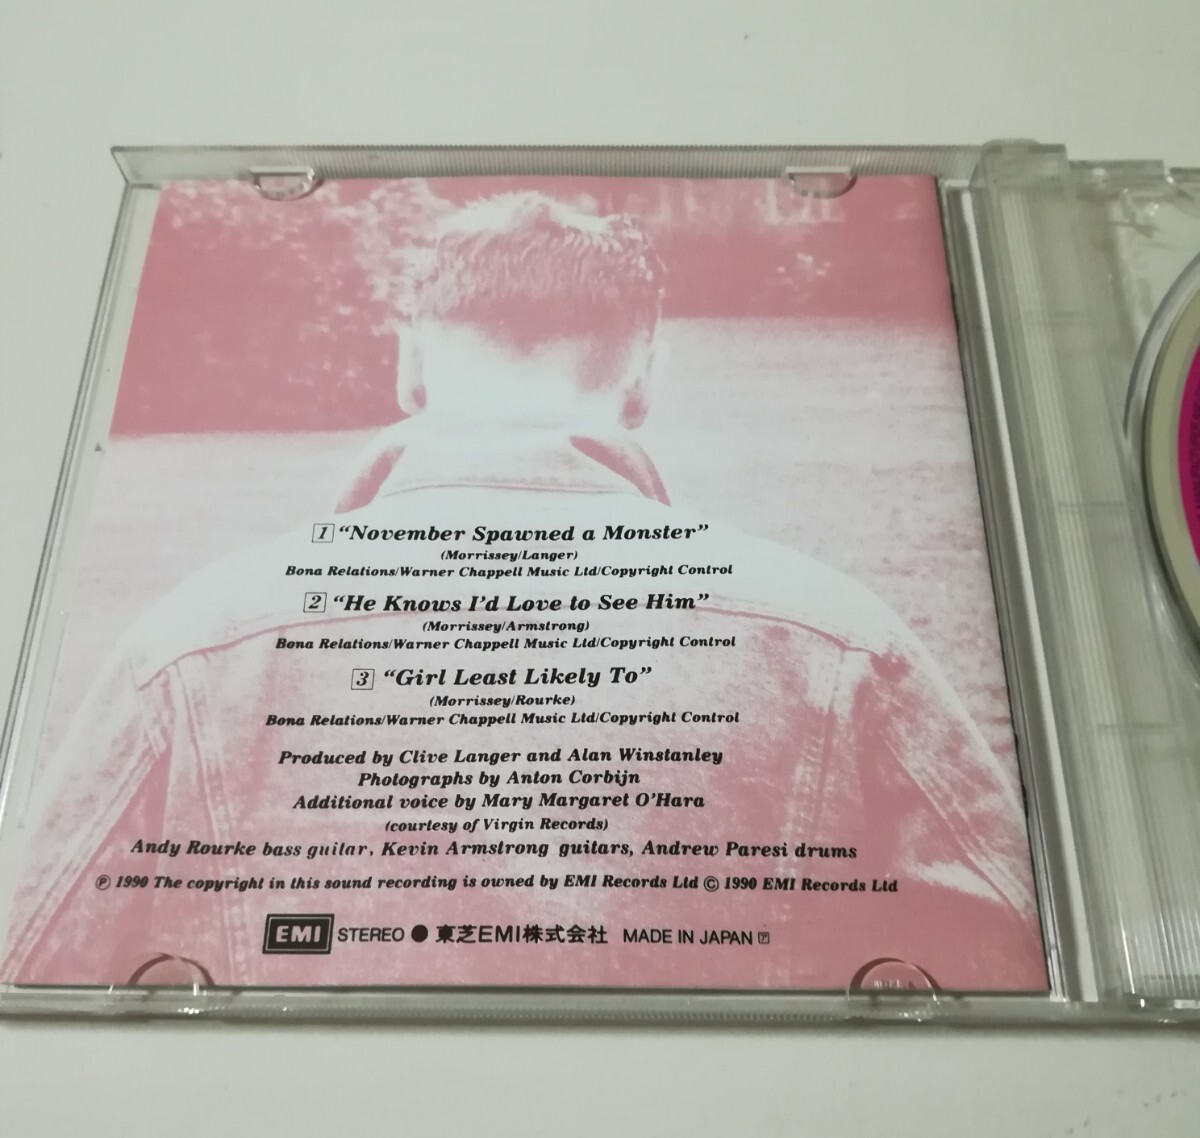 1 “November Spawned a Monster”
(Morrissey/Langer)
Bona Relations/Warner Chappell Music Ltd/Copyright Control
2 “He Knows I'd Love to See Him”
(Morrissey/Armstrong)
Bona Relations/Warner Chappell Music Ltd/Copyright Control
3 “Girl Least Likely To”
(Morrissey/Rourke)
Bona Relations/Warner Chappell Music Ltd/Copyright Control
Produced by Clive Langer and Alan Winstanley
Photographs by Anton Corbijn
Additional voice by Mary Margaret O'Hara
(courtesy of Virgin Records)
Andy Rourke bass guitar, Kevin Armstrong guitars, Andrew Paresi drums
Ⓟ 1990 The copyright in this sound recording is owned by EMI Records Ltd © 1990 EMI Records Ltd
EMI STEREO ● 東芝EMI株式会社 MADE IN JAPAN